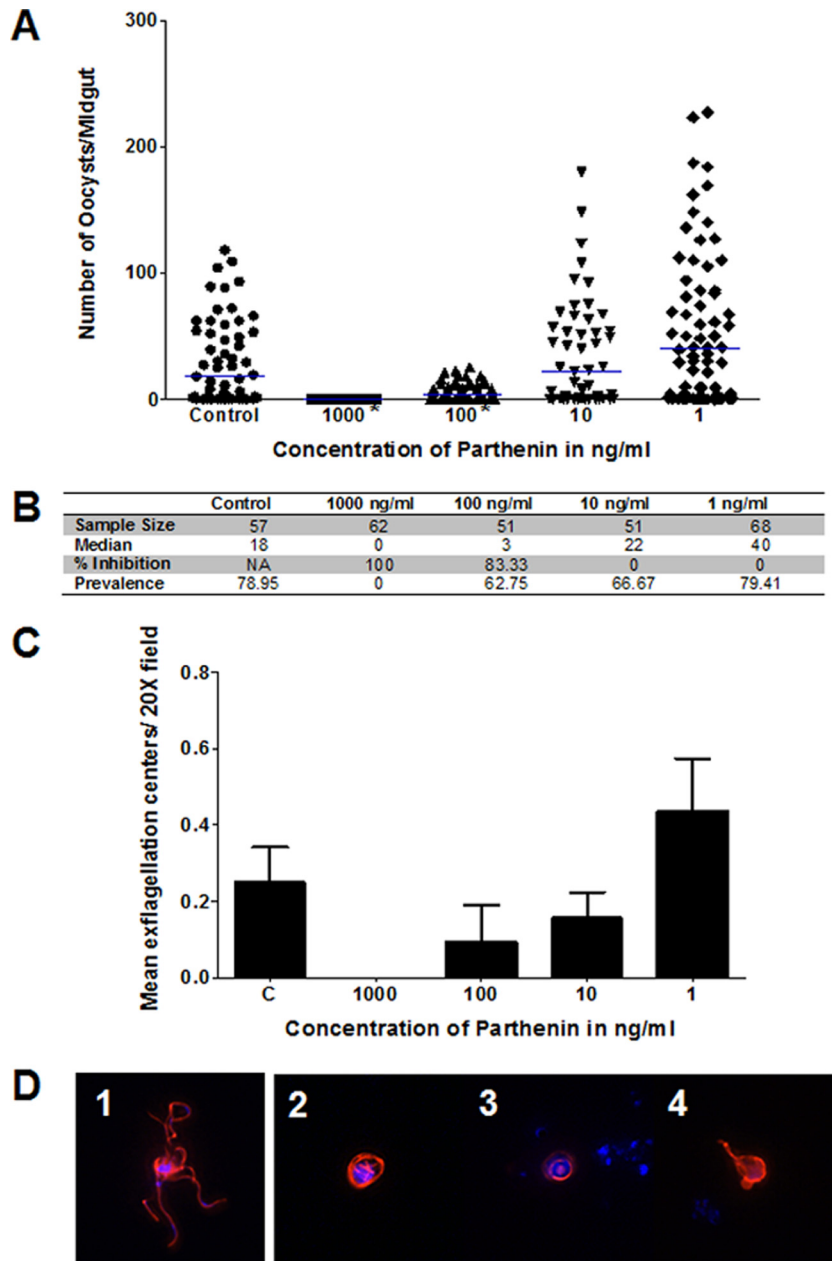 A
Number of Oocysts/Midgut
300
200
100
0
Control 1000* 100* 10 1
Concentration of Parthenin in ng/ml
B
Control 1000 ng/ml 100 ng/ml 10 ng/ml 1 ng/ml
Sample Size 57 62 51 51 68
Median 18 0 3 22 40
% Inhibition NA 100 83.33 0 0
Prevalence 78.95 0 62.75 66.67 79.41
C
Mean exflagellation centers/ 20X field
0.8
0.6
0.4
0.2
0.0
C 1000 100 10 1
Concentration of Parthenin in ng/ml
D
1 2 3 4